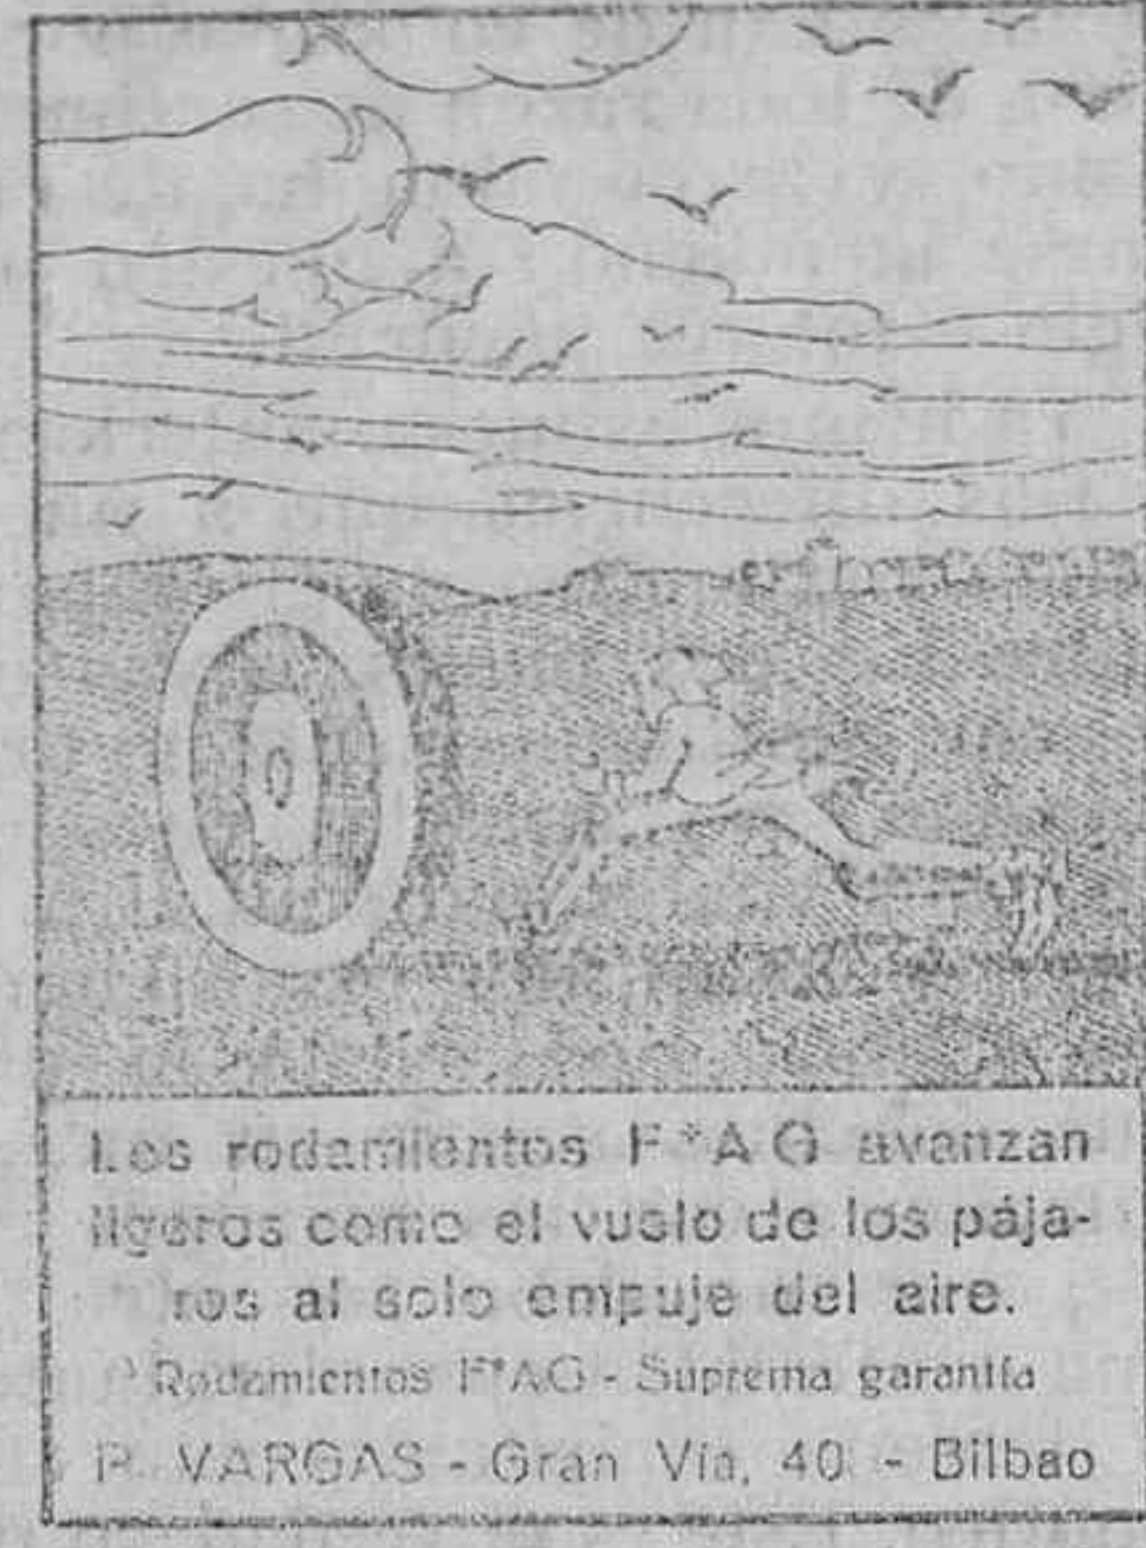 Los rodamientos F*AG avanzan
ligeros como el vuelo de los pája-
ros al solo empuje del aire.
Rodamientos F*AG - Suprema garantía
VARGAS - Gran Vía, 40 - Bilbao